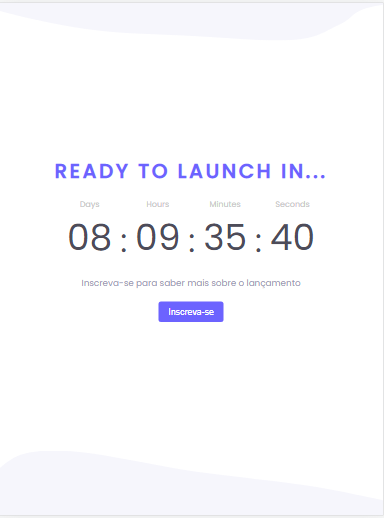 READY TO LAUNCH IN...
Days Hours Minutes Seconds
08 : 09 : 35 : 40
Inscreva-se para saber mais sobre o lançamento
Inscreva-se